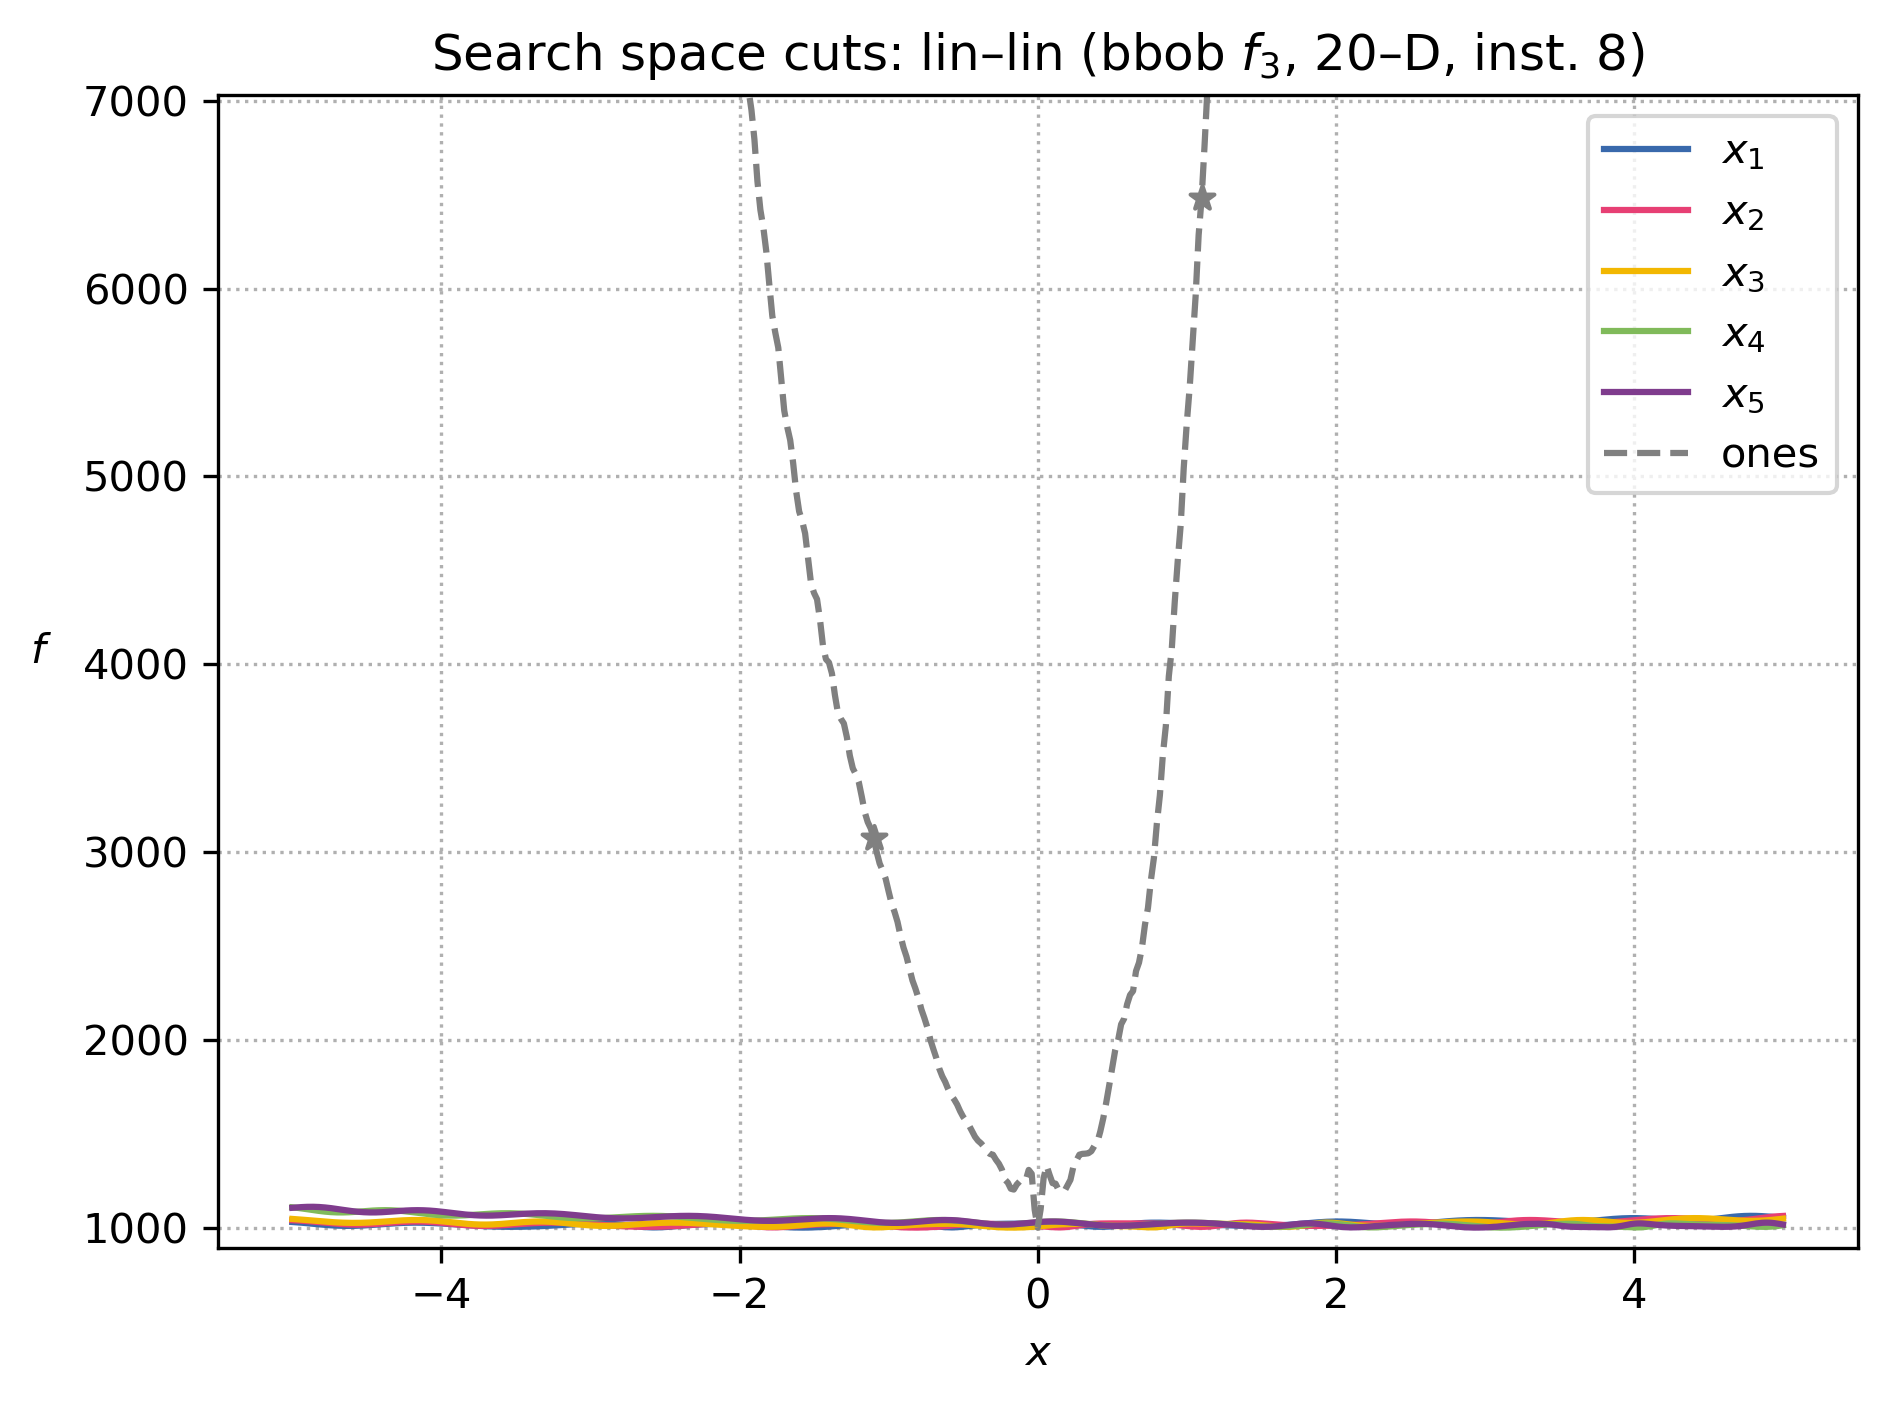 Search space cuts: lin–lin (bbob f₃, 20–D, inst. 8)
7000
6000
5000
4000
3000
2000
1000
f
x₁
x₂
x₃
x₄
x₅
ones
−4 −2 0 2 4
x